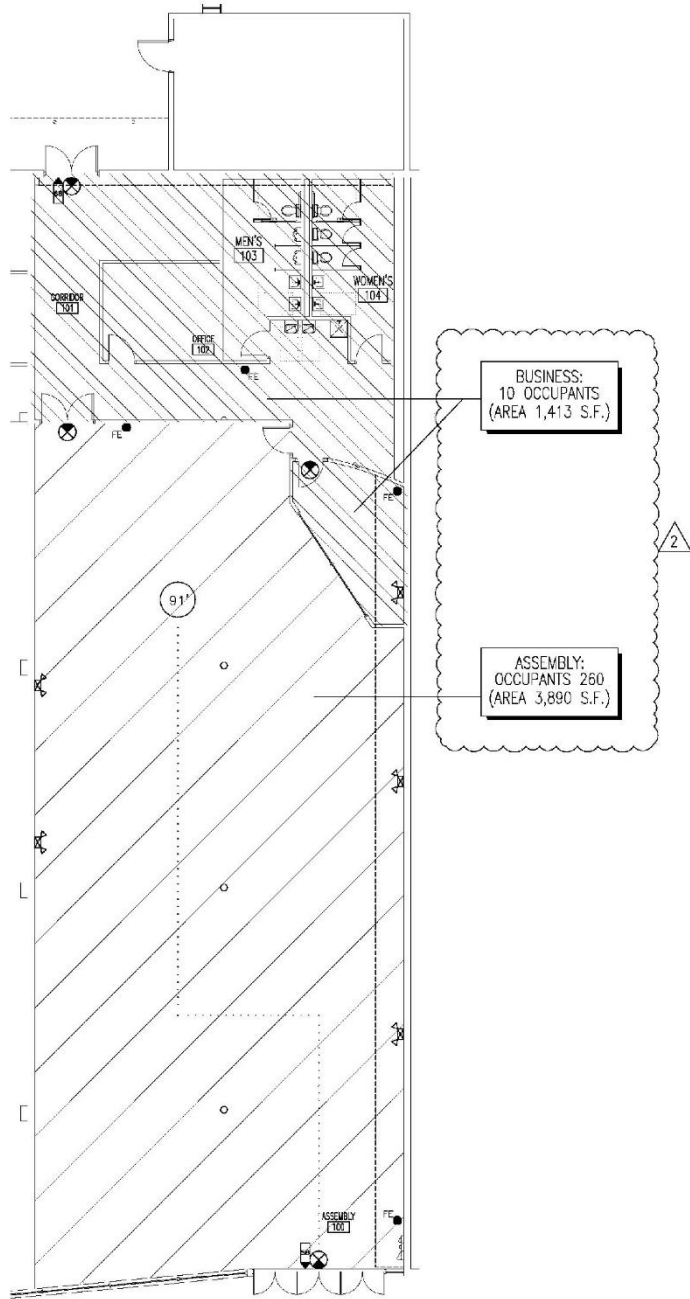 MEN'S
103
WOMEN'S
104
CORRIDOR
101
OFFICE
102
FE
BUSINESS:
10 OCCUPANTS
(AREA 1,413 S.F.)
FE
FE
2
91'
ASSEMBLY:
OCCUPANTS 260
(AREA 3,890 S.F.)
ASSEMBLY
100
FE